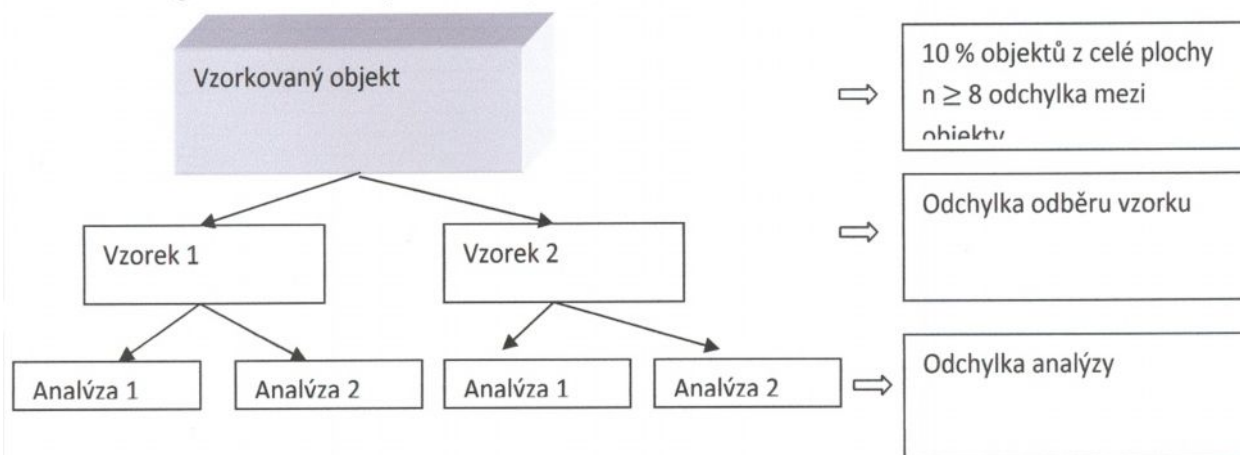 Vzorkovaný objekt
10 % objektů z celé plochy
n ≥ 8 odchylka mezi
objekty
Vzorek 1
Vzorek 2
Odchylka odběru vzorku
Analýza 1
Analýza 2
Analýza 1
Analýza 2
Odchylka analýzy